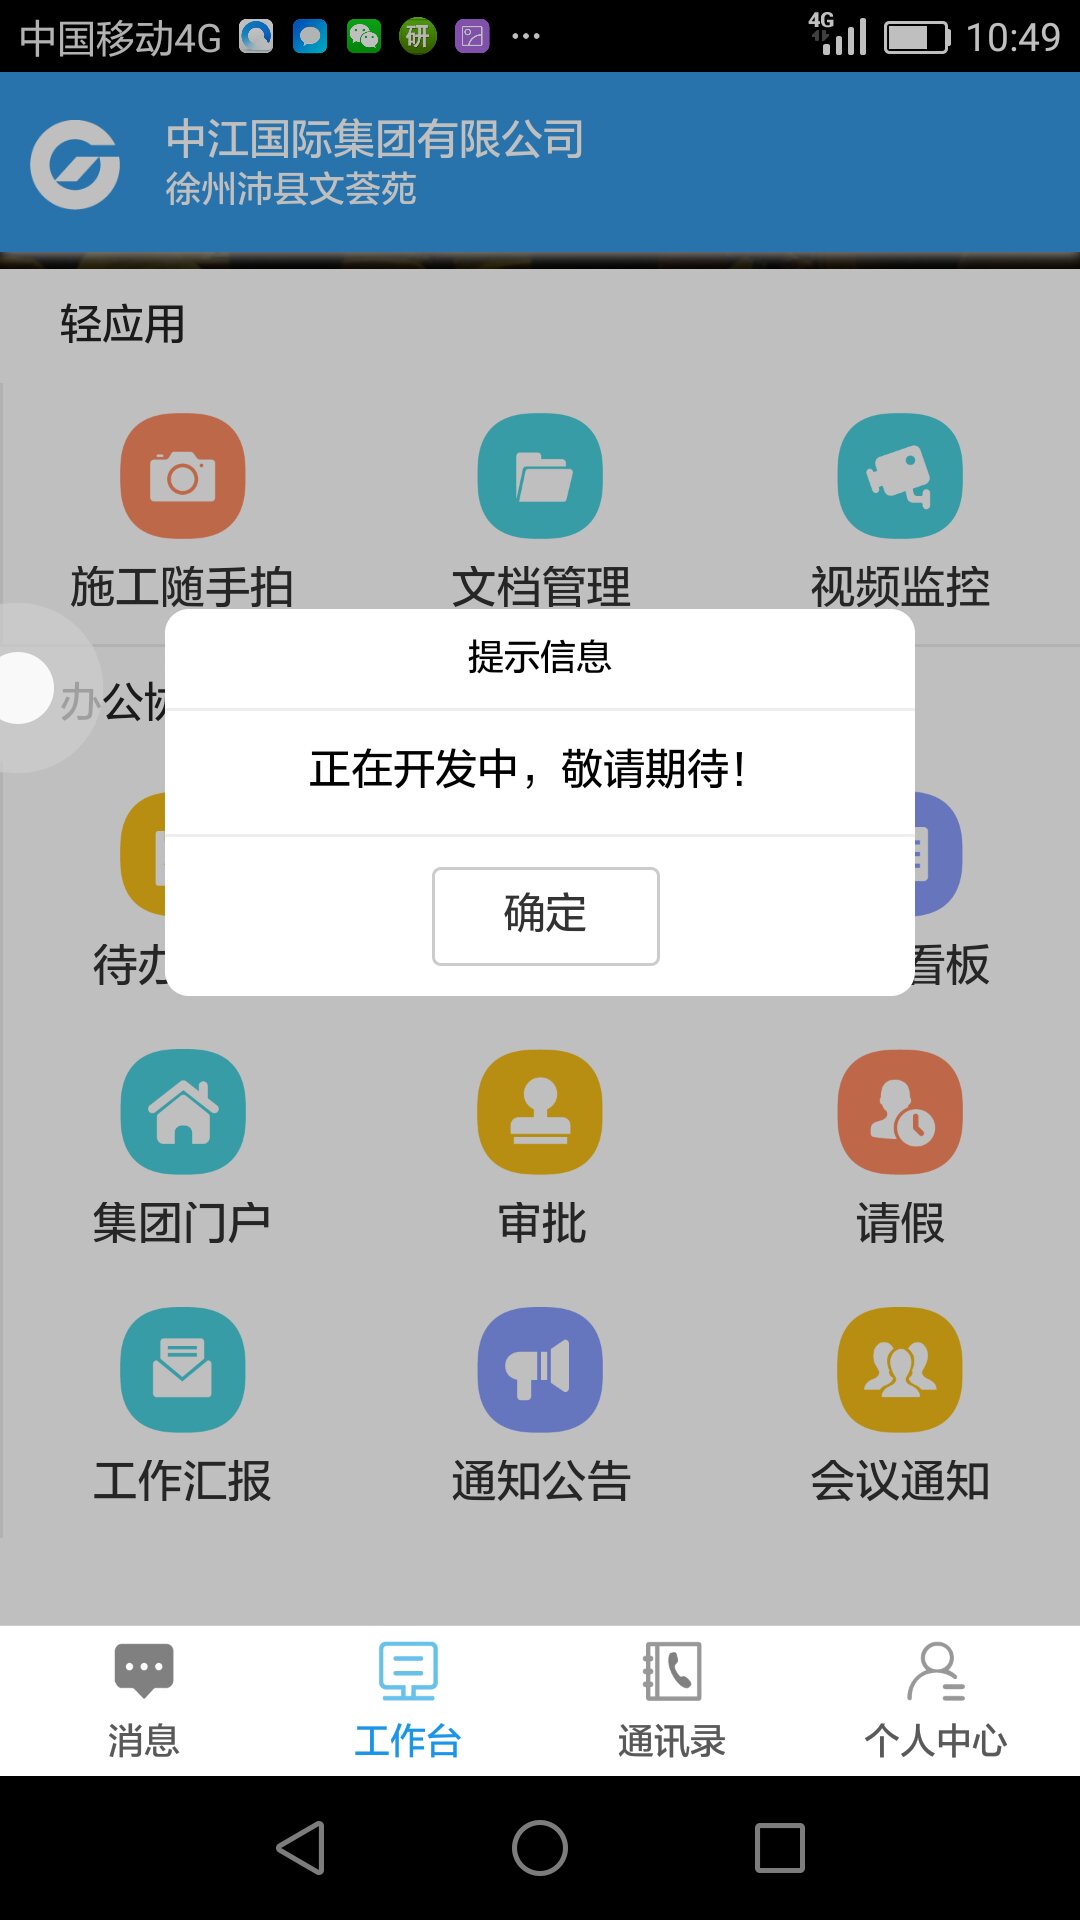 中国移动4G 研 ··· 4G 10:49
中江国际集团有限公司
徐州沛县文荟苑
轻应用
施工随手拍 文档管理 视频监控
提示信息
办公
正在开发中，敬请期待！
确定
待 看板
集团门户 审批 请假
工作汇报 通知公告 会议通知
消息 工作台 通讯录 个人中心